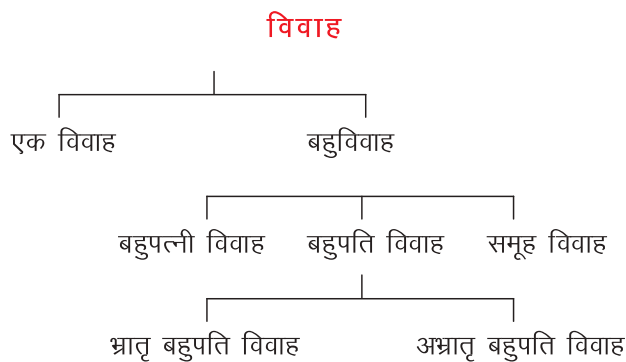 विवाह
एक विवाह बहुविवाह
बहुपत्नी विवाह बहुपति विवाह समूह विवाह
भ्रातृ बहुपति विवाह अभ्रातृ बहुपति विवाह